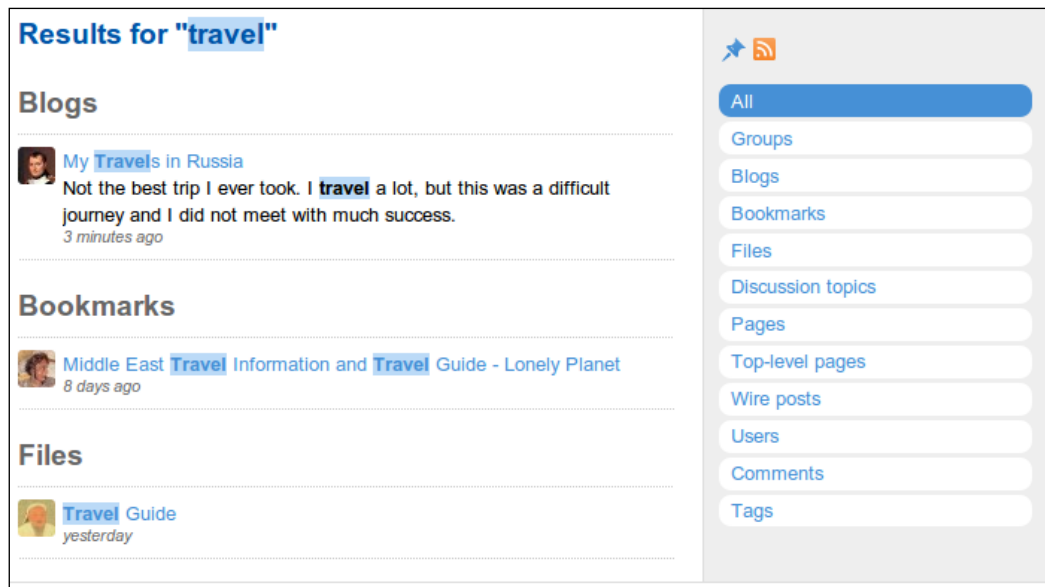 Results for "travel"
Blogs
My Travels in Russia
Not the best trip I ever took. I travel a lot, but this was a difficult
journey and I did not meet with much success.
3 minutes ago
Bookmarks
Middle East Travel Information and Travel Guide - Lonely Planet
8 days ago
Files
Travel Guide
yesterday
All
Groups
Blogs
Bookmarks
Files
Discussion topics
Pages
Top-level pages
Wire posts
Users
Comments
Tags